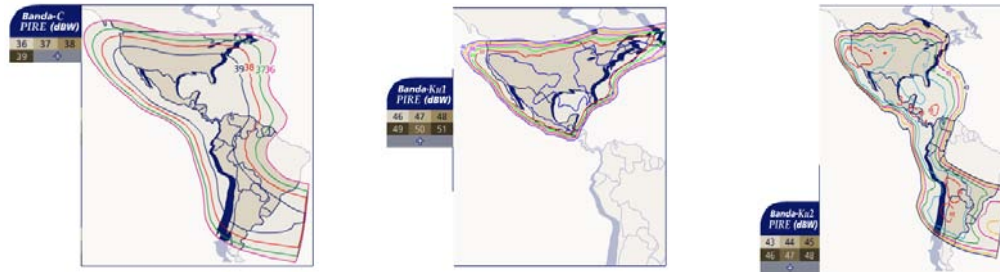 Banda-C
PIRE (dBW)
36 37 38
39
39 38 37 36
Banda-Ku1
PIRE (dBW)
46 47 48
49 50 51
Banda-Ku2
PIRE (dBW)
43 44 45
46 47 48